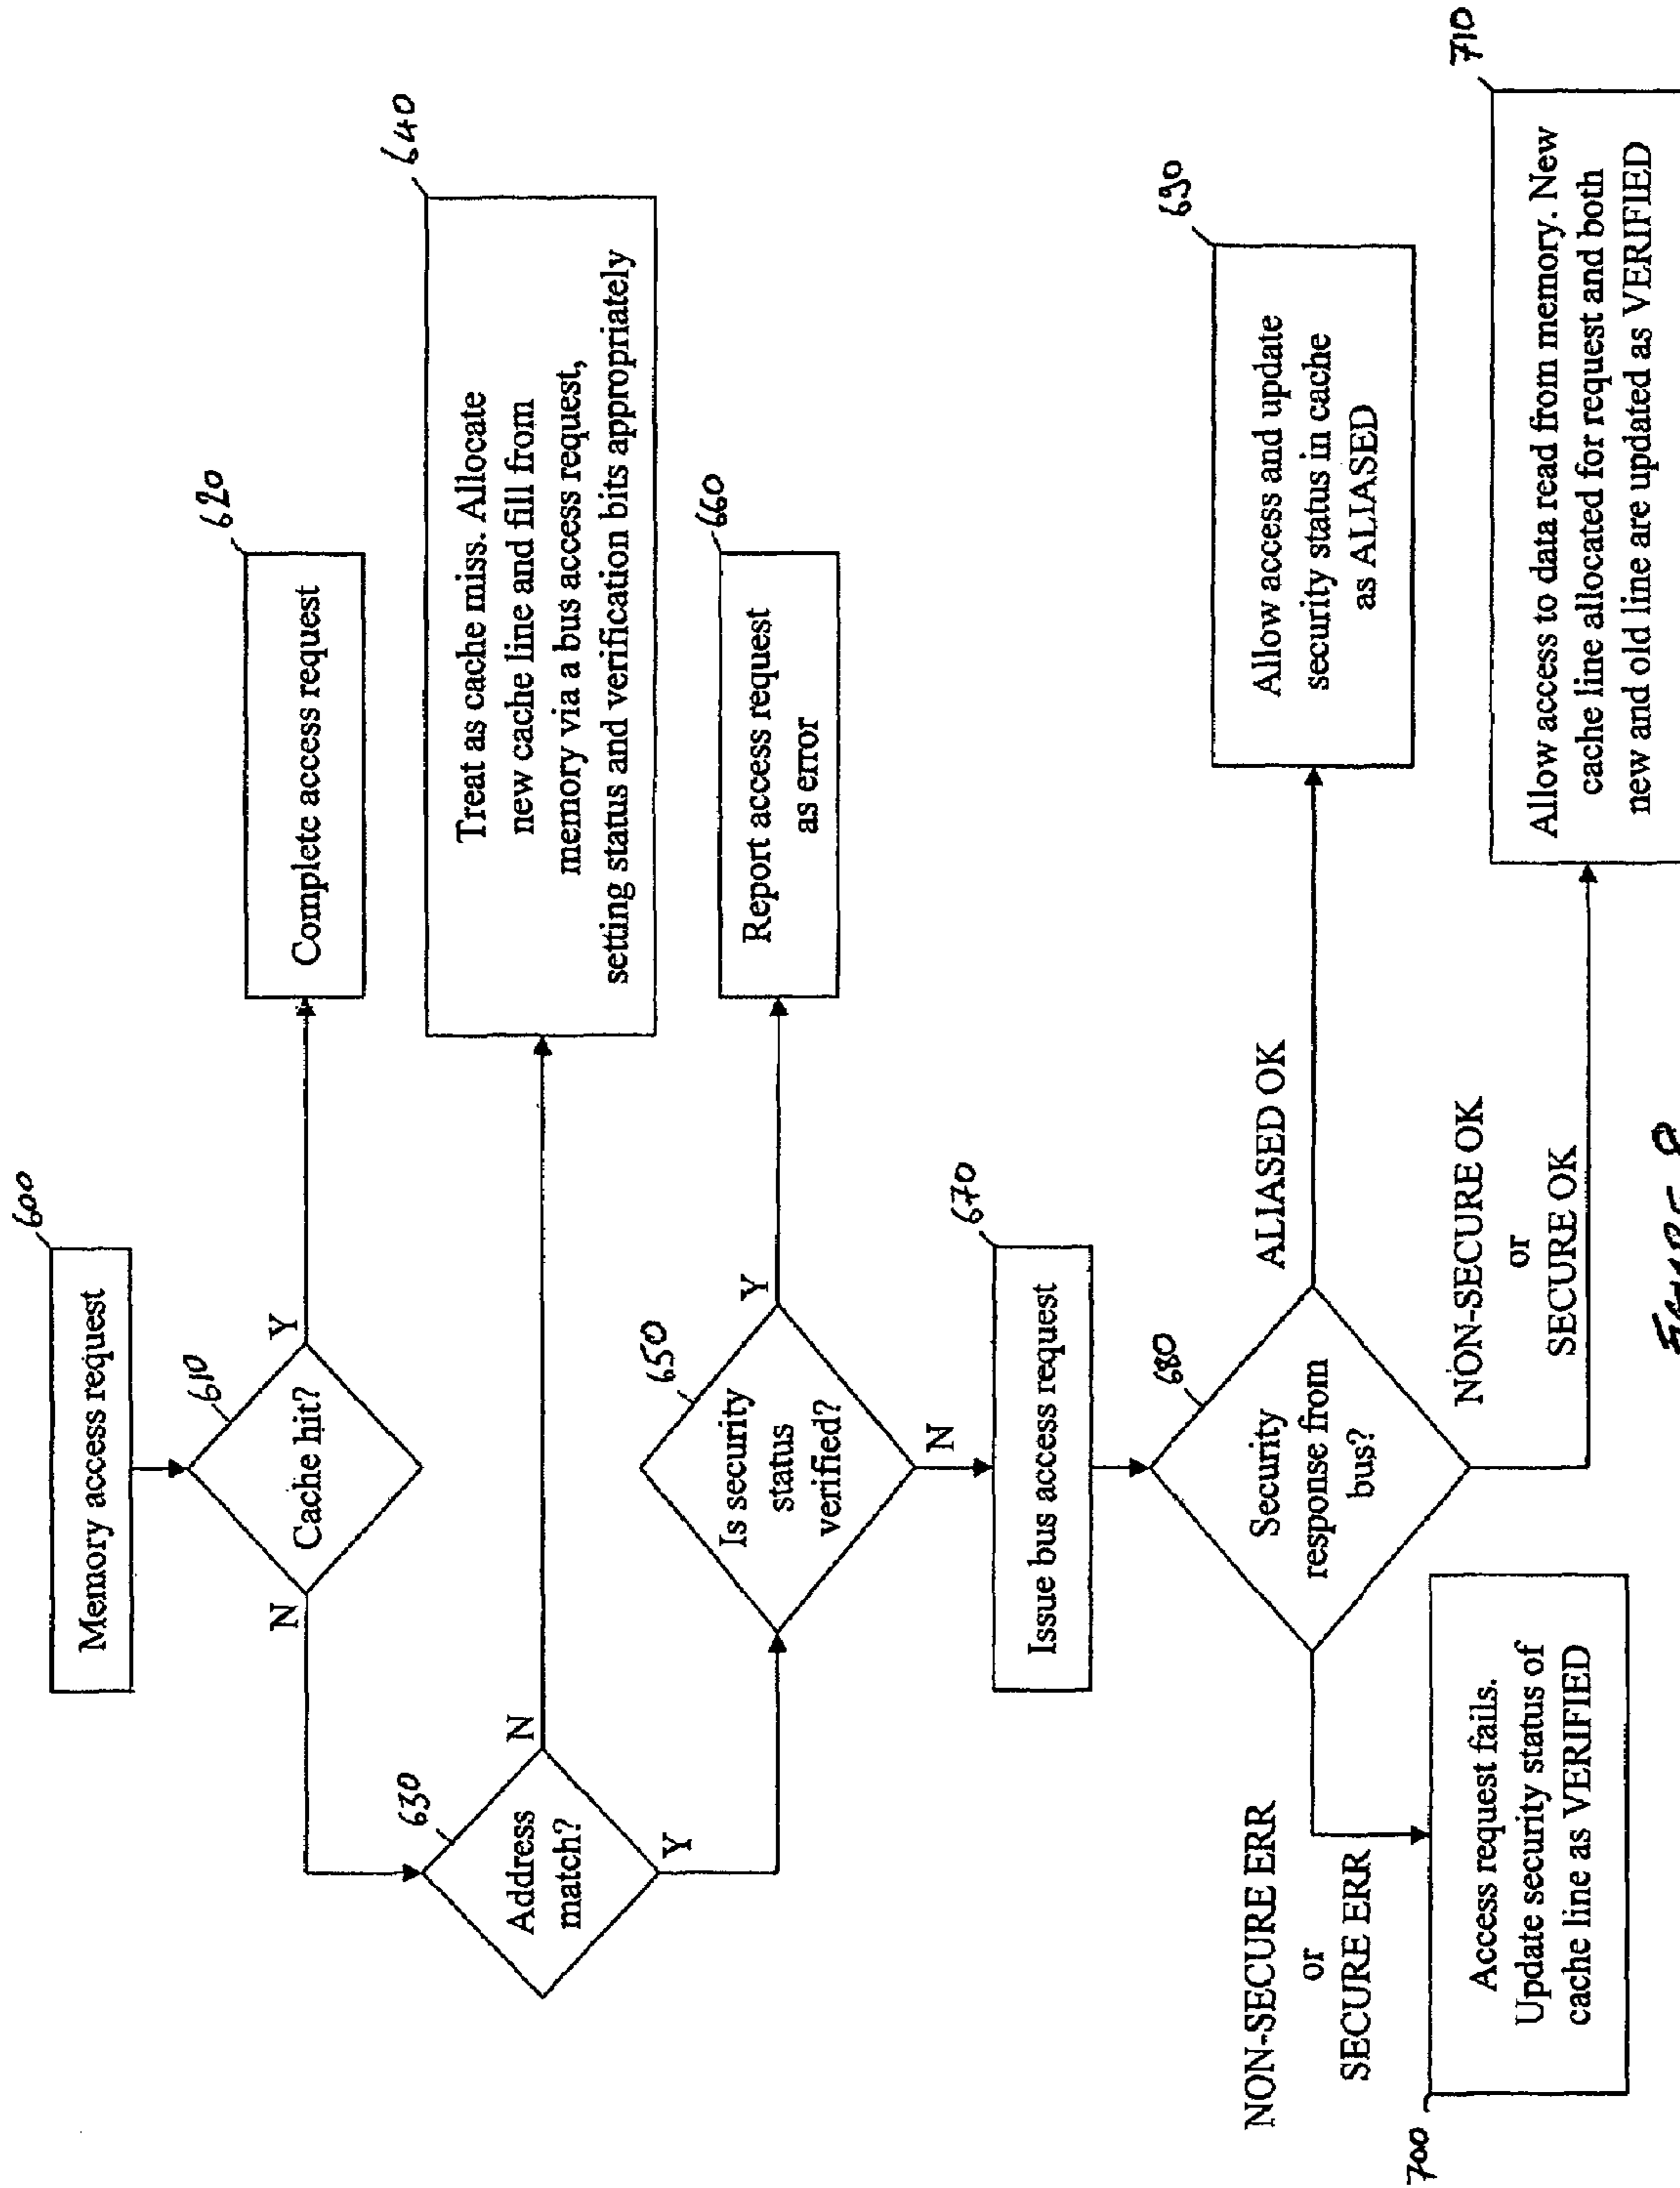 600
Memory access request
610
Cache hit?
Y
N
620
Complete access request
630
Address
match?
N
Y
640
Treat as cache miss. Allocate
new cache line and fill from
memory via a bus access request,
setting status and verification bits appropriately
650
Is security
status
verified?
Y
N
660
Report access request
as error
670
Issue bus access request
680
Security
response from
bus?
ALIASED OK
690
Allow access and update
security status in cache
as ALIASED
NON-SECURE ERR
or
SECURE ERR
700
Access request fails.
Update security status of
cache line as VERIFIED
NON-SECURE OK
or
SECURE OK
710
Allow access to data read from memory. New
cache line allocated for request and both
new and old line are updated as VERIFIED